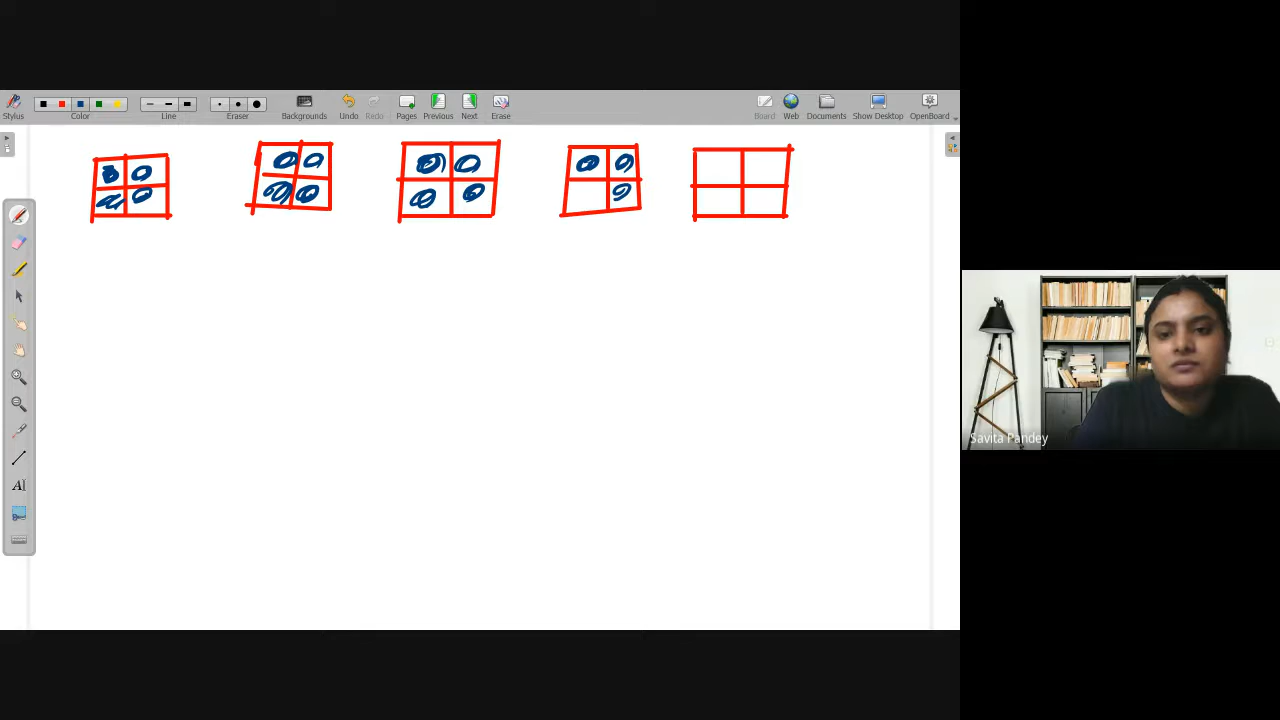 Stylus
Color
Line
Eraser
Backgrounds
Undo
Redo
Pages
Previous
Next
Erase
Board
Web
Documents
Show Desktop
OpenBoard
AI
Savita Pandey